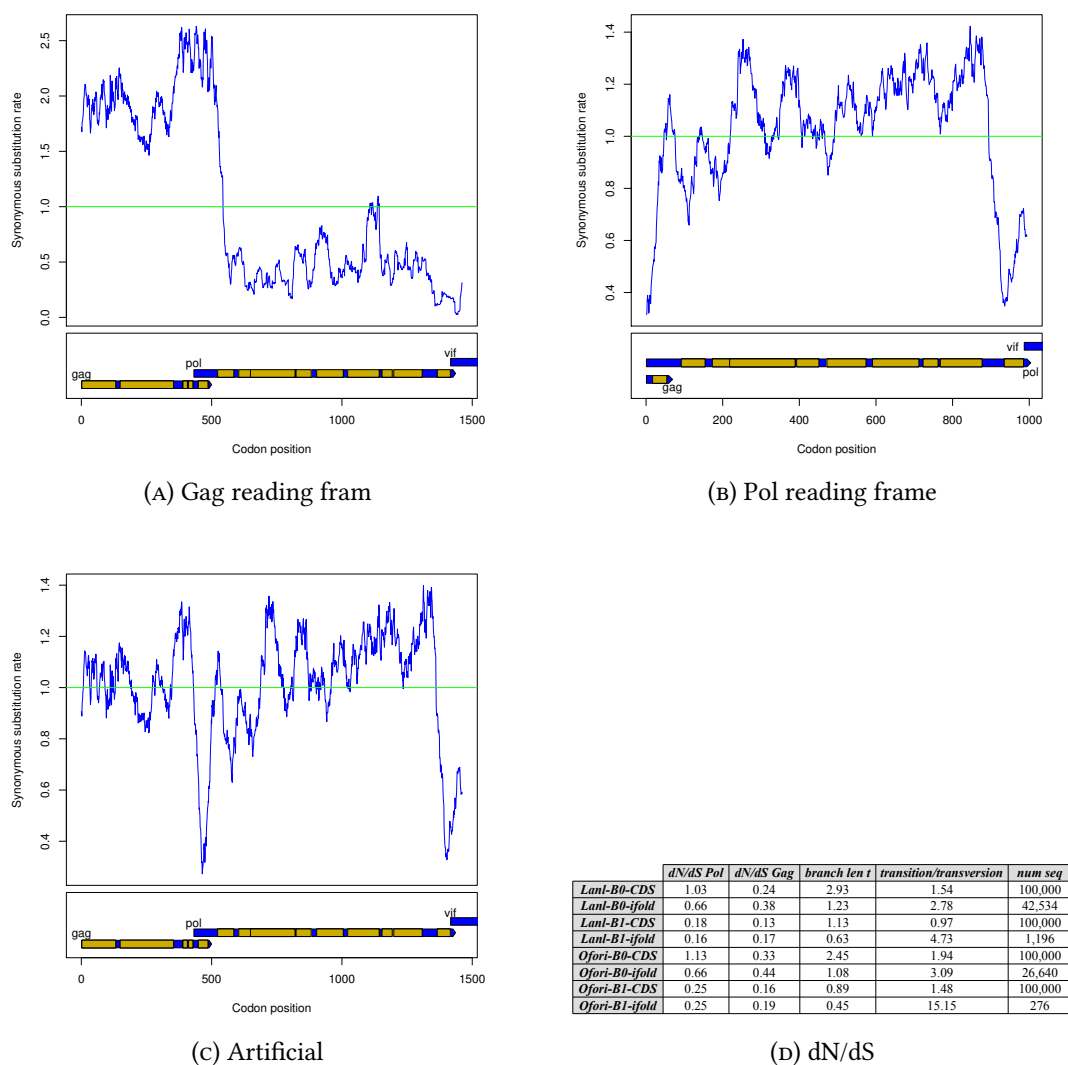 Synonymous substitution rate
2.5
2.0
1.5
1.0
0.5
0.0
gag
pol
vif
0 500 1000 1500
Codon position
(A) Gag reading fram
Synonymous substitution rate
1.4
1.2
1.0
0.8
0.6
0.4
vif
gag
pol
0 200 400 600 800 1000
Codon position
(B) Pol reading frame
Synonymous substitution rate
1.4
1.2
1.0
0.8
0.6
0.4
gag
pol
vif
0 500 1000 1500
Codon position
(C) Artificial
dN/dS Pol dN/dS Gag branch len t transition/transversion num seq
Lanl-B0-CDS 1.03 0.24 2.93 1.54 100,000
Lanl-B0-ifold 0.66 0.38 1.23 2.78 42,534
Lanl-B1-CDS 0.18 0.13 1.13 0.97 100,000
Lanl-B1-ifold 0.16 0.17 0.63 4.73 1,196
Ofori-B0-CDS 1.13 0.33 2.45 1.94 100,000
Ofori-B0-ifold 0.66 0.44 1.08 3.09 26,640
Ofori-B1-CDS 0.25 0.16 0.89 1.48 100,000
Ofori-B1-ifold 0.25 0.19 0.45 15.15 276
(D) dN/dS